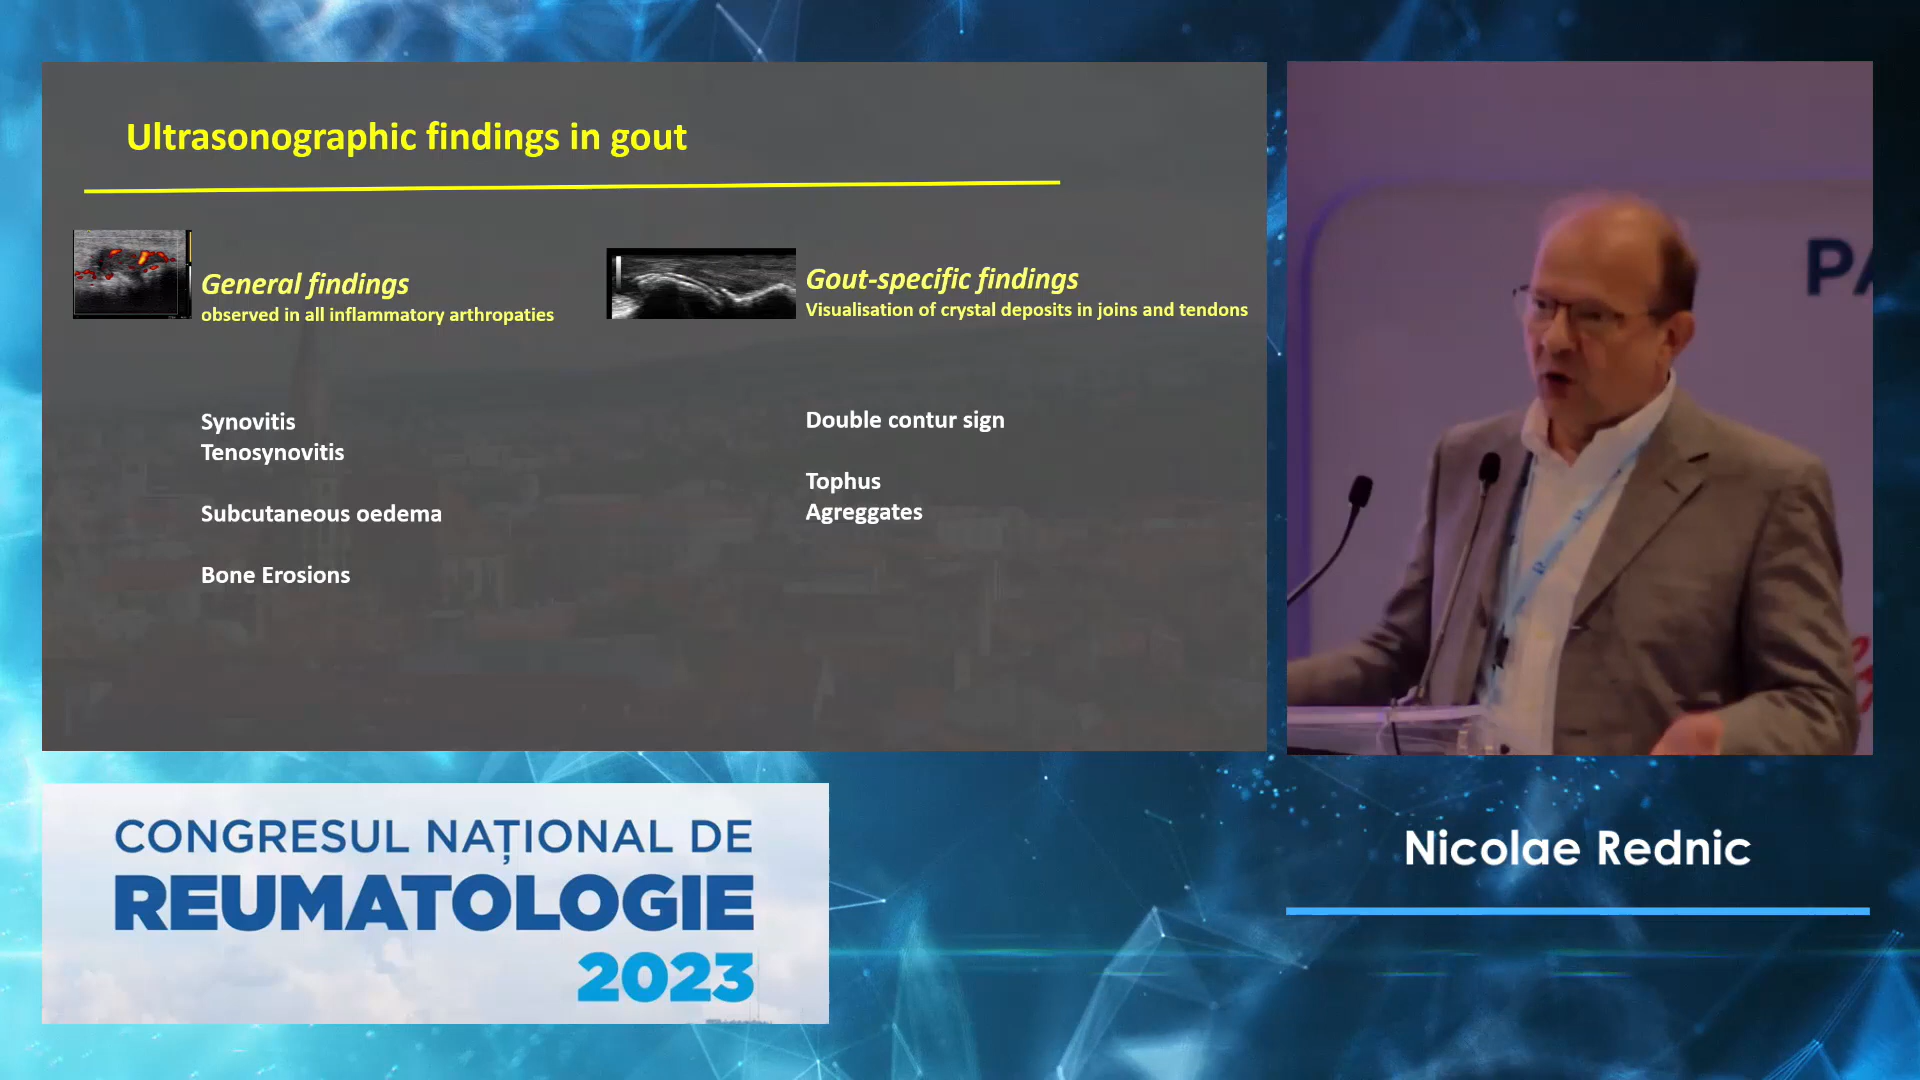 Ultrasonographic findings in gout
General findings
observed in all inflammatory arthropaties
Synovitis
Tenosynovitis
Subcutaneous oedema
Bone Erosions
Gout-specific findings
Visualisation of crystal deposits in joins and tendons
Double contur sign
Tophus
Agreggates
PA
CONGRESUL NAȚIONAL DE
REUMATOLOGIE
2023
Nicolae Rednic